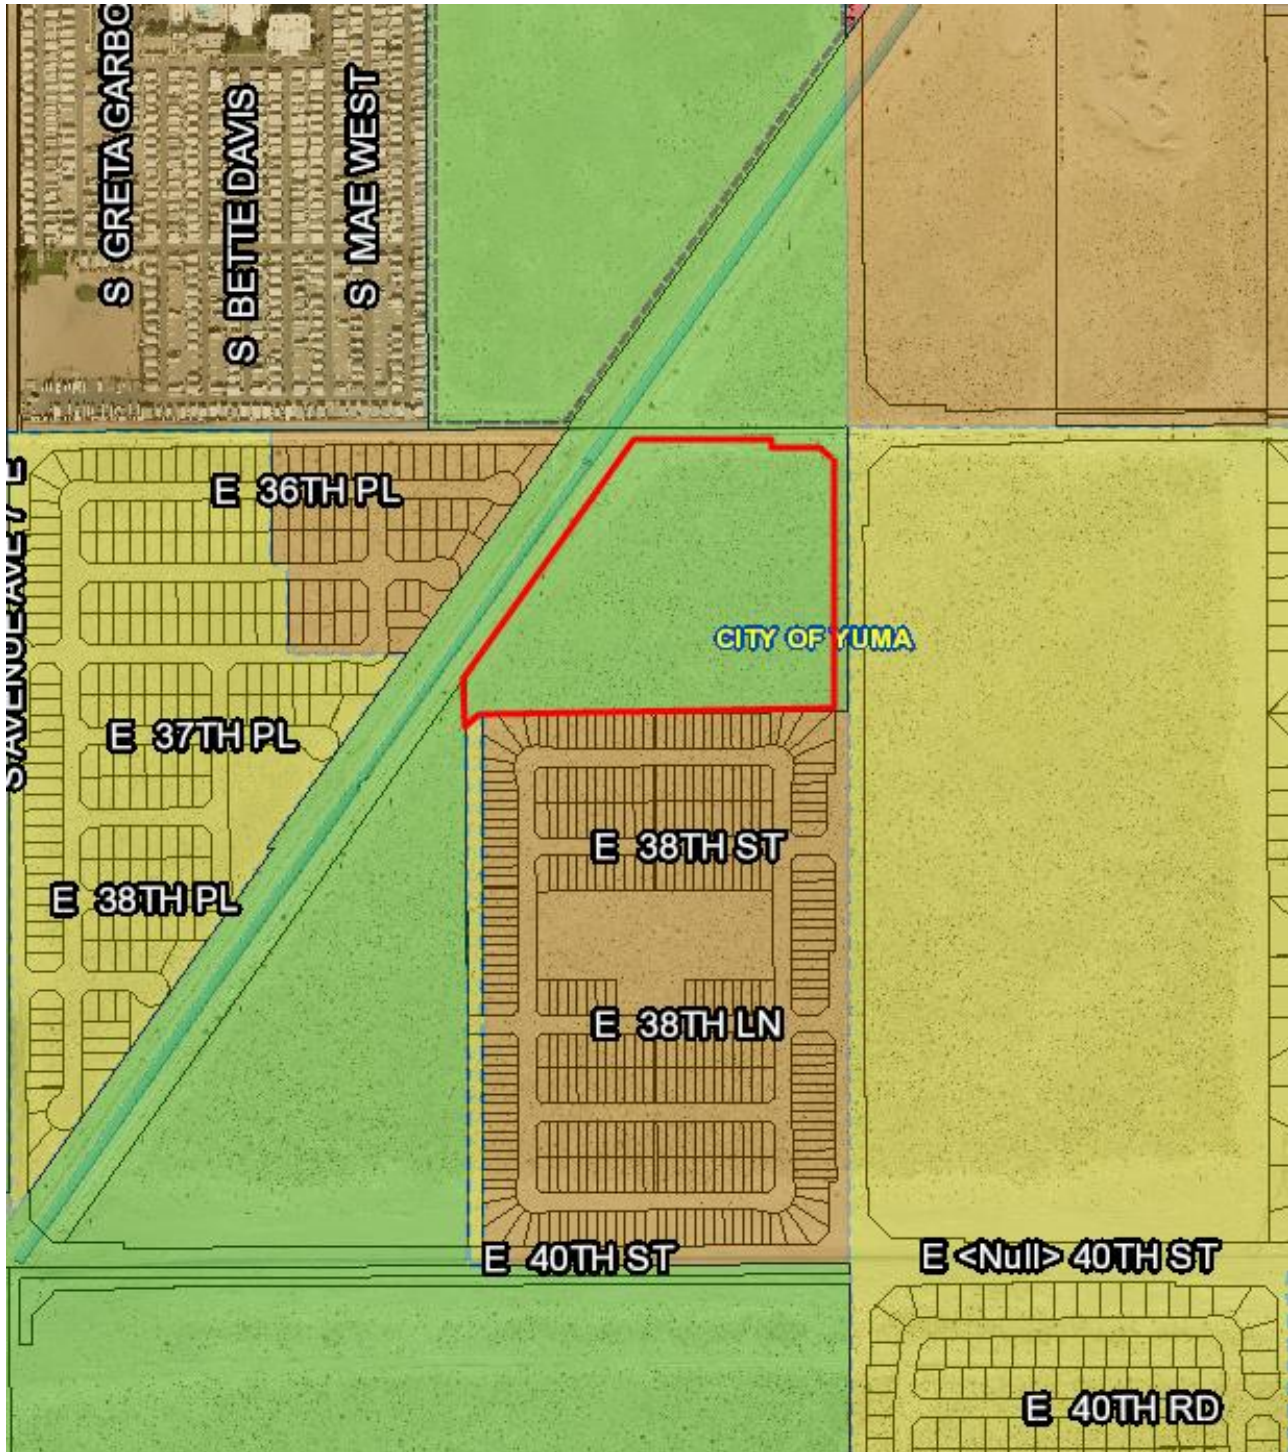 S GRETA GARBO
S BETTE DAVIS
S MAE WEST
E 36TH PL
S AVENUE AVE 7 E
CITY OF YUMA
E 37TH PL
E 38TH ST
E 38TH PL
E 38TH LN
E 40TH ST
E <Null> 40TH ST
E 40TH RD